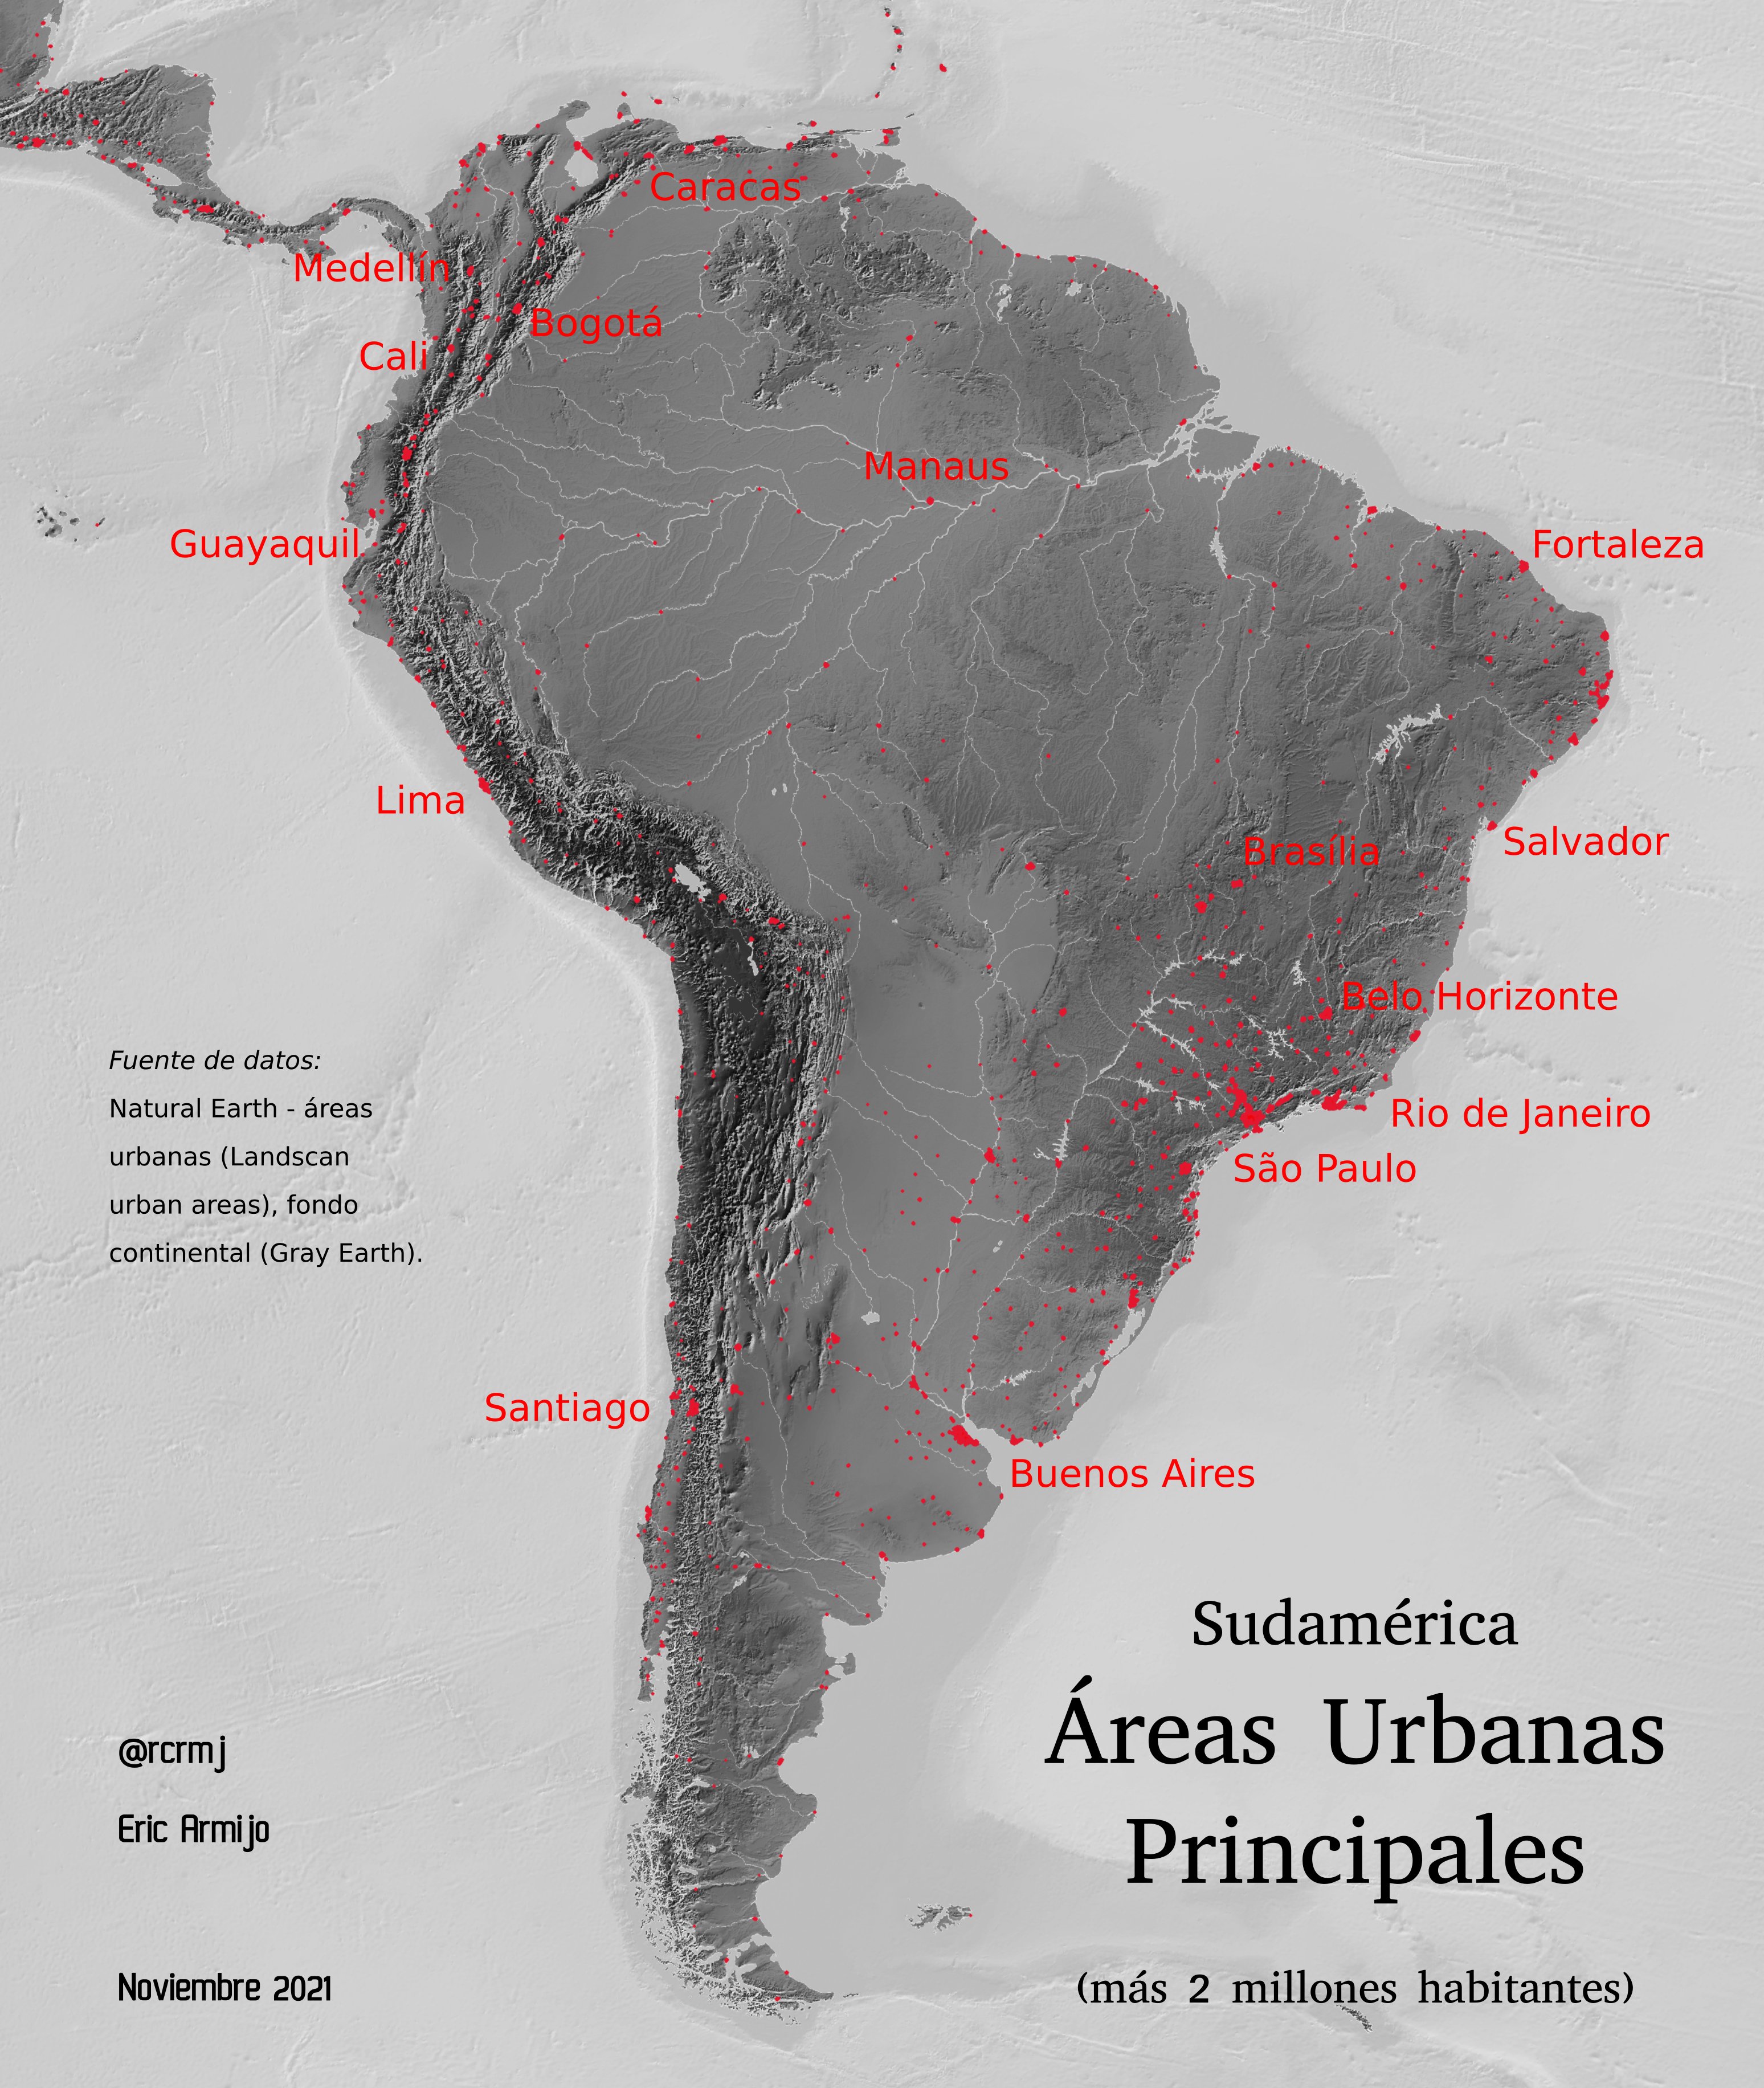 Caracas
Medellín
Bogotá
Cali
Manaus
Guayaquil
Fortaleza
Lima
Salvador
Brasília
Belo Horizonte
Rio de Janeiro
São Paulo
Santiago
Buenos Aires
Fuente de datos:
Natural Earth - áreas
urbanas (Landscan
urban areas), fondo
continental (Gray Earth).
Sudamérica
Áreas Urbanas
Principales
(más 2 millones habitantes)
@rcrmj
Eric Armijo
Noviembre 2021